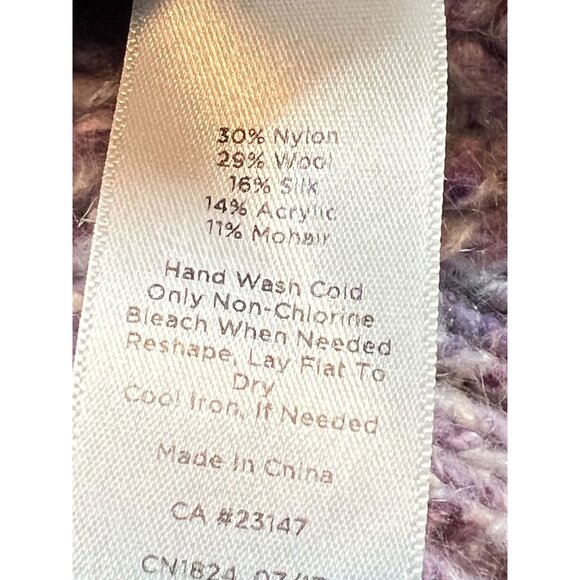 30% Nylon
29% Wool
16% Silk
14% Acrylic
11% Mohair
Hand Wash Cold
Only Non-Chlorine
Bleach When Needed
Reshape, Lay Flat To
Dry
Cool Iron, If Needed
Made In China
CA #23147
CN1824